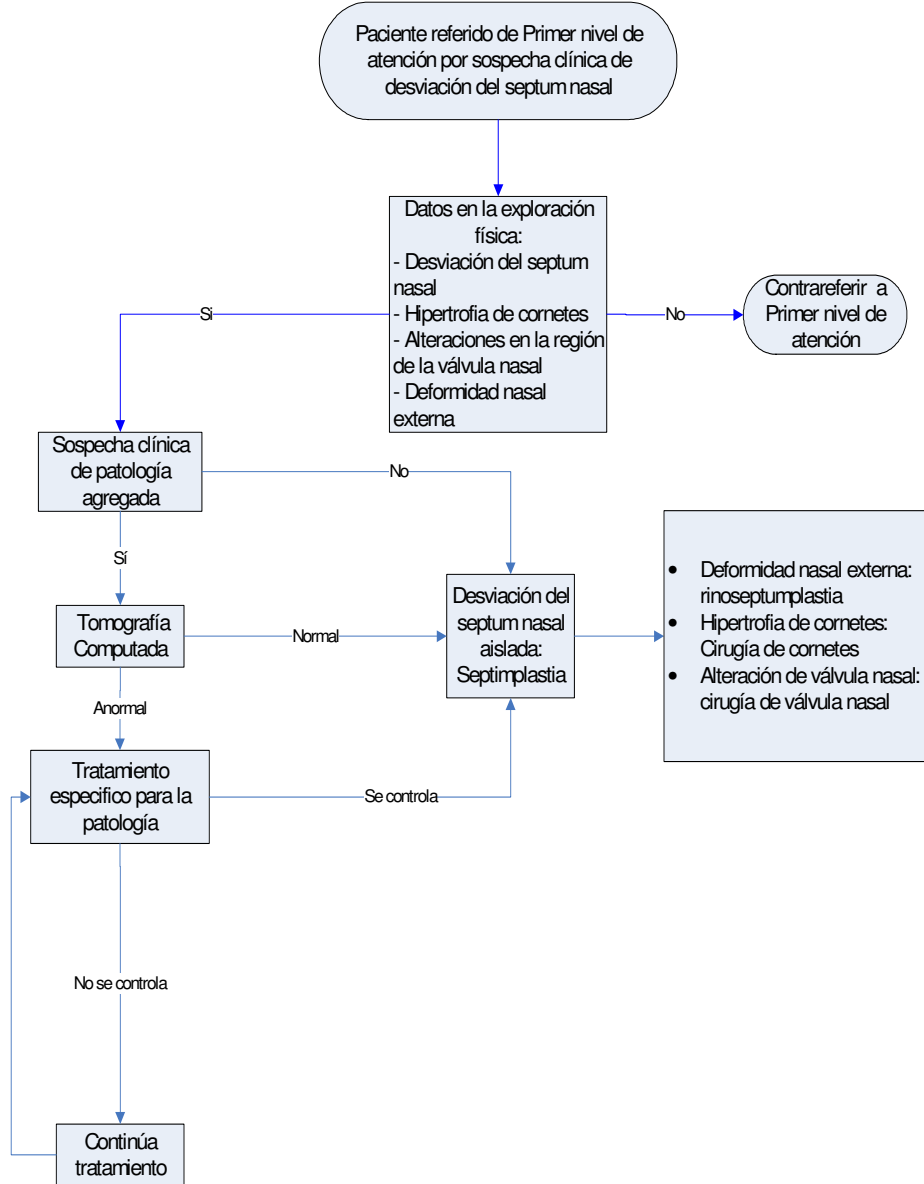 Paciente referido de Primer nivel de
atención por sospecha clínica de
desviación del septum nasal
Datos en la exploración
física:
- Desviación del septum
nasal
- Hipertrofia de cornetes
- Alteraciones en la región
de la válvula nasal
- Deformidad nasal
externa
Si
No
Contrareferir a
Primer nivel de
atención
Sospecha clínica
de patología
agregada
No
Sí
Tomografía
Computada
Normal
Desviación del
septum nasal
aislada:
Septimplastia
• Deformidad nasal externa:
rinoseptumplastia
• Hipertrofia de cornetes:
Cirugía de cornetes
• Alteración de válvula nasal:
cirugía de válvula nasal
Anormal
Tratamiento
especifico para la
patología
Se controla
No se controla
Continúa
tratamiento